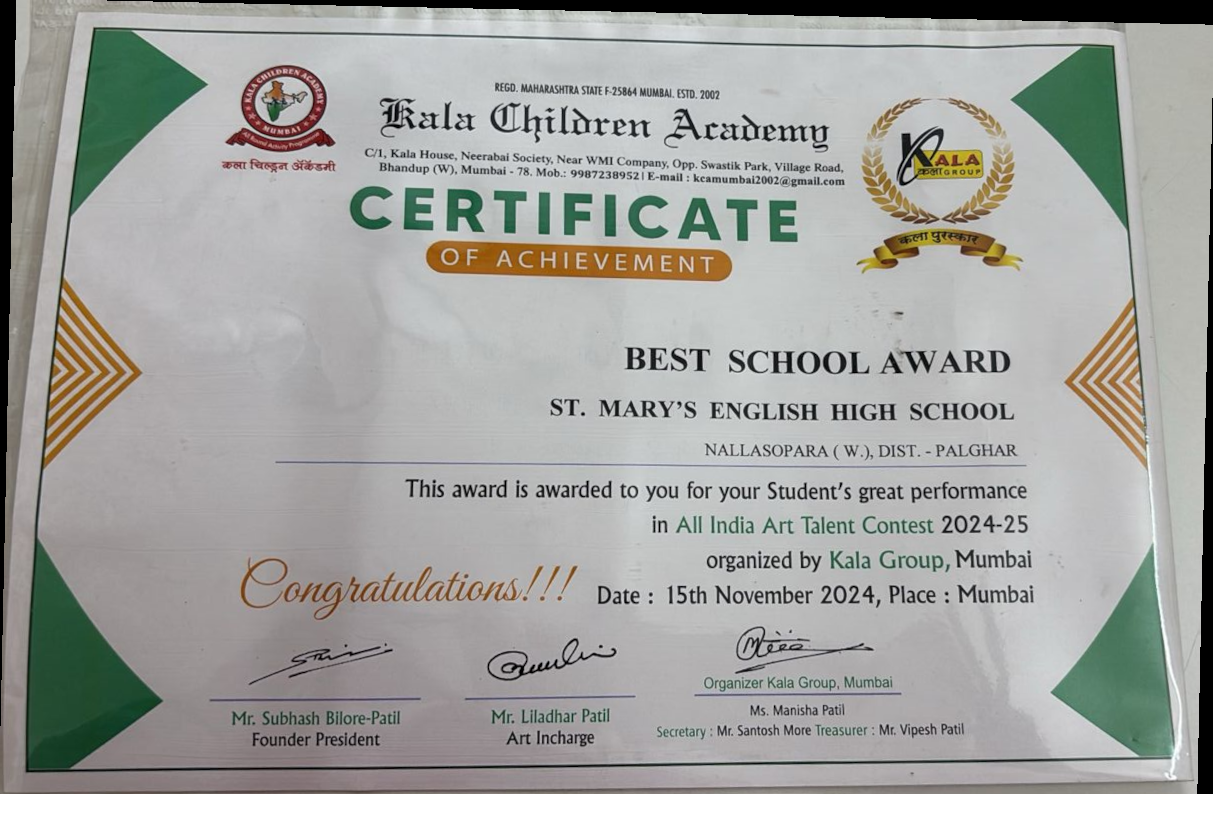 KALA CHILDREN ACADEMY
MUMBAI
All Round Activity Programme
कला चिल्ड्रन ॲकॅडमी
REGD. MAHARASHTRA STATE F-25864 MUMBAI. ESTD. 2002
Kala Children Academy
C/1, Kala House, Neerabai Society, Near WMI Company, Opp. Swastik Park, Village Road,
Bhandup (W), Mumbai - 78. Mob.: 9987238952 | E-mail : kcamumbai2002@gmail.com
KALA
कला GROUP
कला पुरस्कार
CERTIFICATE
OF ACHIEVEMENT
BEST SCHOOL AWARD
ST. MARY'S ENGLISH HIGH SCHOOL
NALLASOPARA ( W.), DIST. - PALGHAR
This award is awarded to you for your Student's great performance
in All India Art Talent Contest 2024-25
organized by Kala Group, Mumbai
Congratulations!!!
Date : 15th November 2024, Place : Mumbai
Mr. Subhash Bilore-Patil
Founder President
Mr. Liladhar Patil
Art Incharge
Organizer Kala Group, Mumbai
Ms. Manisha Patil
Secretary : Mr. Santosh More Treasurer : Mr. Vipesh Patil